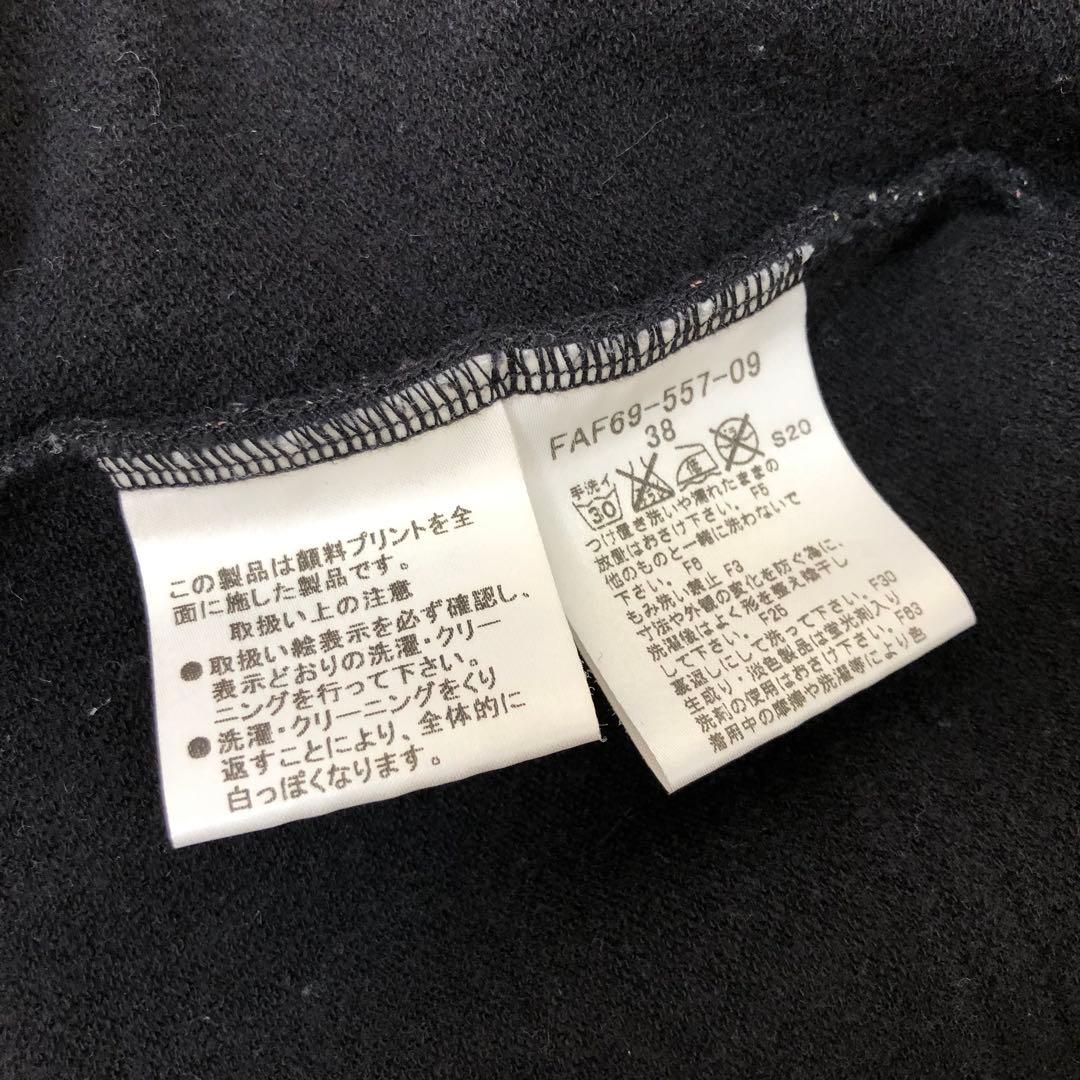 この製品は顔料プリントを全
面に施した製品です。
取扱い上の注意
●取扱い絵表示を必ず確認し、
表示どおりの洗濯・クリー
ニングを行って下さい。
●洗濯・クリーニングをくり
返すことにより、全体的に
白っぽくなります。
FAF69-557-09
38
手洗イ
30
低
S20
つけ置き洗いや濡れたままの
放置はおさけ下さい。 F5
他のものと一緒に洗わないで
下さい。 F6
もみ洗い禁止 F3
寸法や外観の変化を防ぐ為に、
洗濯後はよく形を整え陰干し
して下さい。 F25
裏返しにして洗って下さい。 F30
生成り・淡色製品は蛍光剤入り
洗剤の使用はおさけ下さい。 F83
着用中の摩擦や洗濯等により色